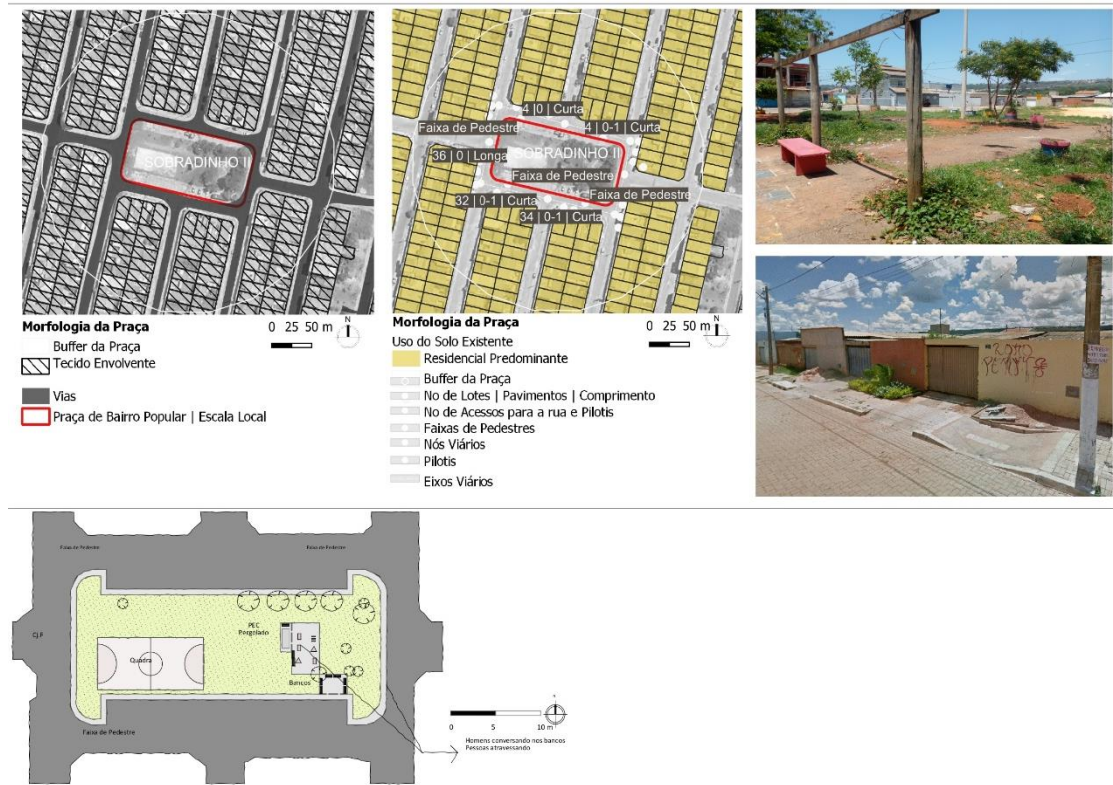 SOBRADINHO II
Morfologia da Praça
Buffer da Praça
Tecido Envolvente
Vias
Praça de Bairro Popular | Escala Local
0 25 50 m
N
4 |0 | Curta
Faixa de Pedestre
4 | 0-1 | Curta
36 | 0 | Longa
SOBRADINHO II
Faixa de Pedestre
Faixa de Pedestre
32 | 0-1 | Curta
34 | 0-1 | Curta
Morfologia da Praça
Uso do Solo Existente
Residencial Predominante
Buffer da Praça
No de Lotes | Pavimentos | Comprimento
No de Acessos para a rua e Pilotis
Faixas de Pedestres
Nós Viários
Pilotis
Eixos Viários
0 25 50 m
N
Faixa de Pedestre
Faixa de Pedestre
PEC
Pergolado
Quadra
Bancos
Faixa de Pedestre
0 5 10 m
Homens conversando nos bancos
Pessoas atravessando